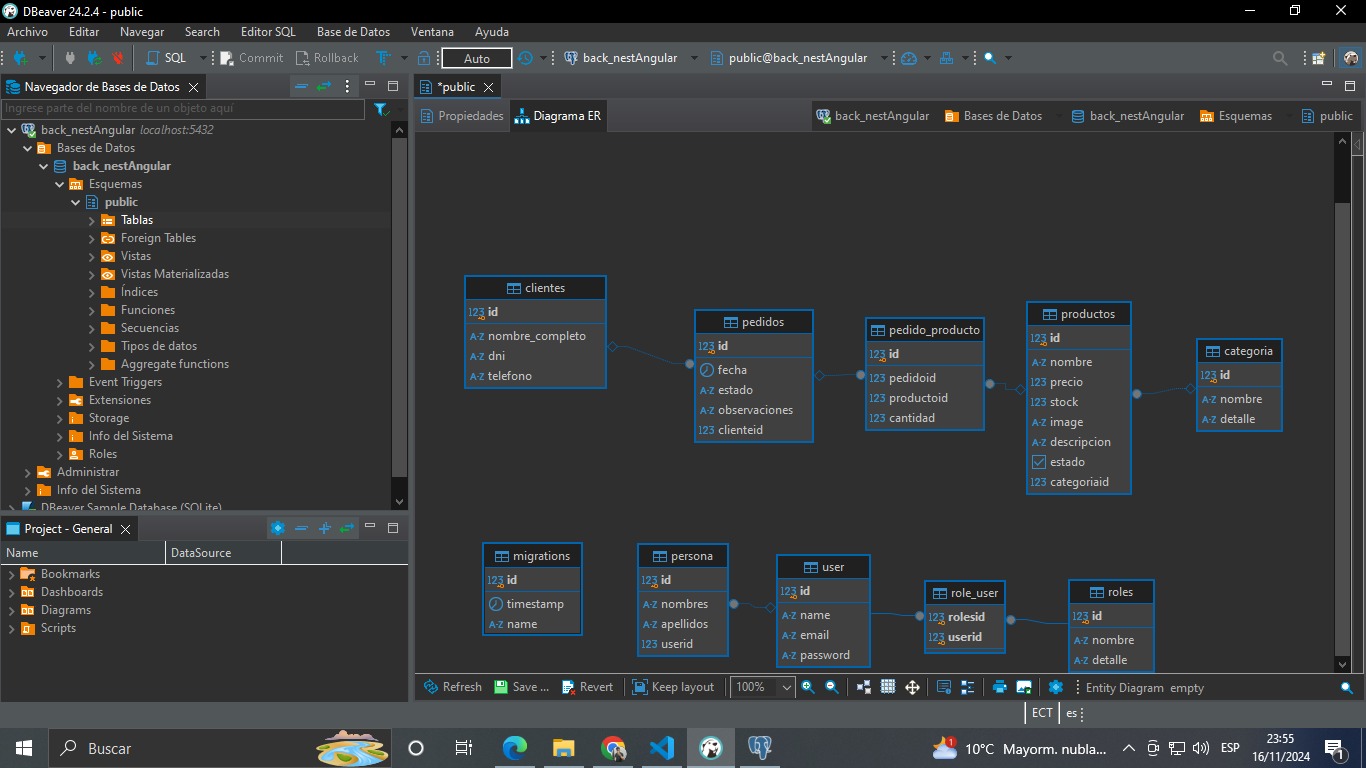 DBeaver 24.2.4 - public
Archivo Editar Navegar Search Editor SQL Base de Datos Ventana Ayuda
SQL Commit Rollback Auto back_nestAngular public@back_nestAngular
Navegador de Bases de Datos
Ingrese parte del nombre de un objeto aquí
back_nestAngular localhost:5432
Bases de Datos
back_nestAngular
Esquemas
public
Tablas
Foreign Tables
Vistas
Vistas Materializadas
Índices
Funciones
Secuencias
Tipos de datos
Aggregate functions
Event Triggers
Extensiones
Storage
Info del Sistema
Roles
Administrar
Info del Sistema
DBeaver Sample Database (SQLite)
Project - General
Name DataSource
Bookmarks
Dashboards
Diagrams
Scripts
*public
Propiedades Diagrama ER back_nestAngular Bases de Datos back_nestAngular Esquemas public
clientes
123 id
A-Z nombre_completo
A-Z dni
A-Z telefono
pedidos
123 id
fecha
A-Z estado
A-Z observaciones
123 clienteid
pedido_producto
123 id
123 pedidoid
123 productoid
123 cantidad
productos
123 id
A-Z nombre
123 precio
123 stock
A-Z image
A-Z descripcion
estado
123 categoriaid
categoria
123 id
A-Z nombre
A-Z detalle
migrations
123 id
timestamp
A-Z name
persona
123 id
A-Z nombres
A-Z apellidos
123 userid
user
123 id
A-Z name
A-Z email
A-Z password
role_user
123 rolesid
123 userid
roles
123 id
A-Z nombre
A-Z detalle
Refresh Save ... Revert Keep layout 100% Entity Diagram empty
ECT es
Buscar 10°C Mayorm. nubla... ESP 23:55
16/11/2024
1
1